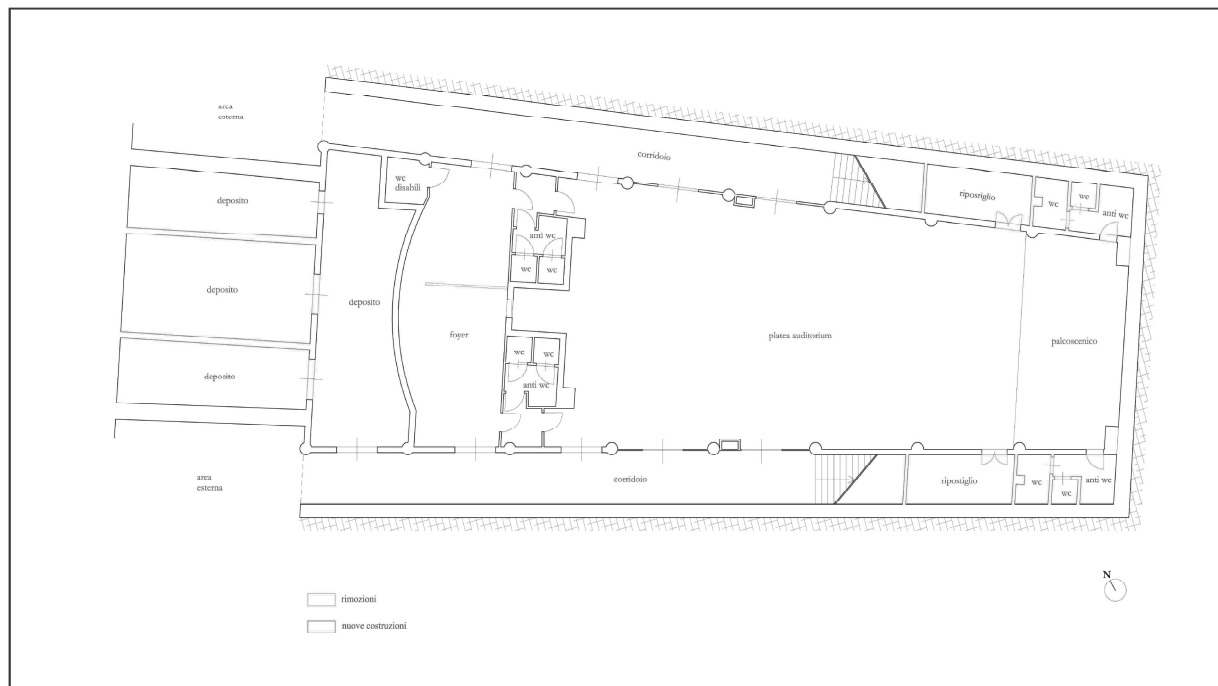 area
esterna
corridoio
wc
disabili
deposito
riposriglio
wc
wc
anti wc
anti wc
wc
wc
deposito
deposito
foyer
platea auditorium
palcoscenico
wc
wc
deposito
anti wc
area
esterna
corridoio
ripostiglio
wc
wc
anti wc
N
rimozioni
nuove costruzioni